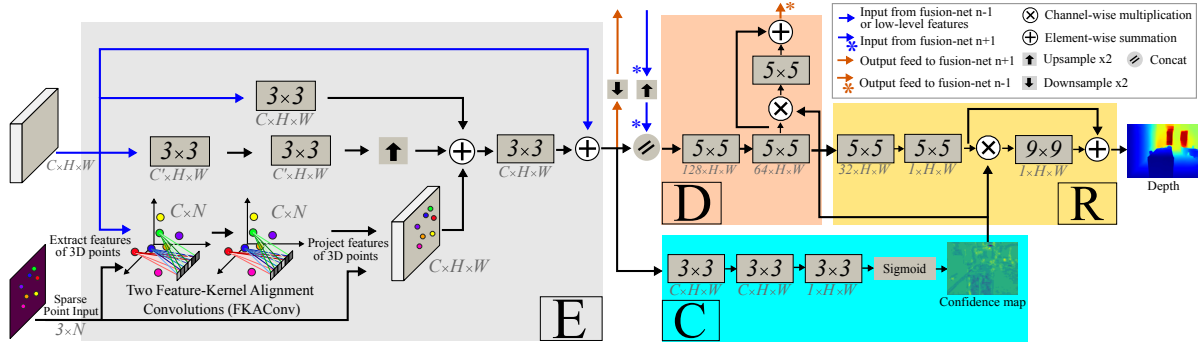 Input from fusion-net n-1
or low-level features
Input from fusion-net n+1
Output feed to fusion-net n+1
Output feed to fusion-net n-1
Channel-wise multiplication
Element-wise summation
Upsample x2
Concat
Downsample x2
C×H×W
3×3
C×H×W
3×3
C'×H×W
3×3
C'×H×W
3×3
C×H×W
C×N
C×N
Extract features
of 3D points
Project features
of 3D points
C×H×W
Sparse
Point Input
3×N
Two Feature-Kernel Alignment
Convolutions (FKAConv)
E
5×5
128×H×W
5×5
64×H×W
5×5
D
5×5
32×H×W
5×5
1×H×W
9×9
1×H×W
R
Depth
3×3
C×H×W
3×3
C×H×W
3×3
1×H×W
Sigmoid
Confidence map
C